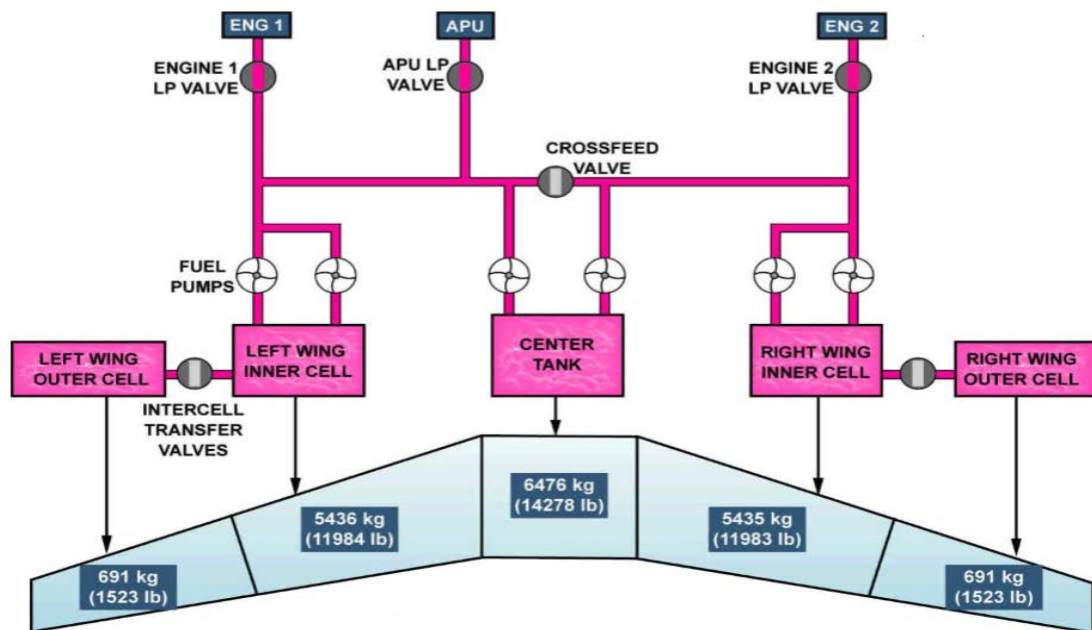 ENG 1
APU
ENG 2
ENGINE 1
LP VALVE
APU LP
VALVE
ENGINE 2
LP VALVE
CROSSFEED
VALVE
FUEL
PUMPS
LEFT WING
OUTER CELL
LEFT WING
INNER CELL
CENTER
TANK
RIGHT WING
INNER CELL
RIGHT WING
OUTER CELL
INTERCELL
TRANSFER
VALVES
6476 kg
(14278 lb)
5436 kg
(11984 lb)
5435 kg
(11983 lb)
691 kg
(1523 lb)
691 kg
(1523 lb)